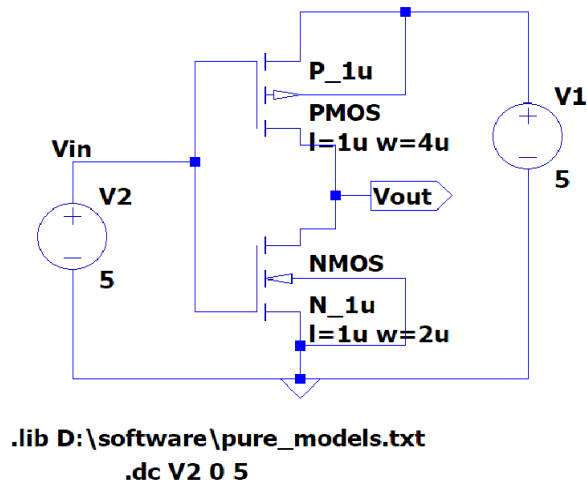 P_1u
V1
PMOS
l=1u w=4u
Vin
+
-
5
V2
Vout
+
-
5
NMOS
N_1u
l=1u w=2u
.lib D:\software\pure_models.txt
.dc V2 0 5